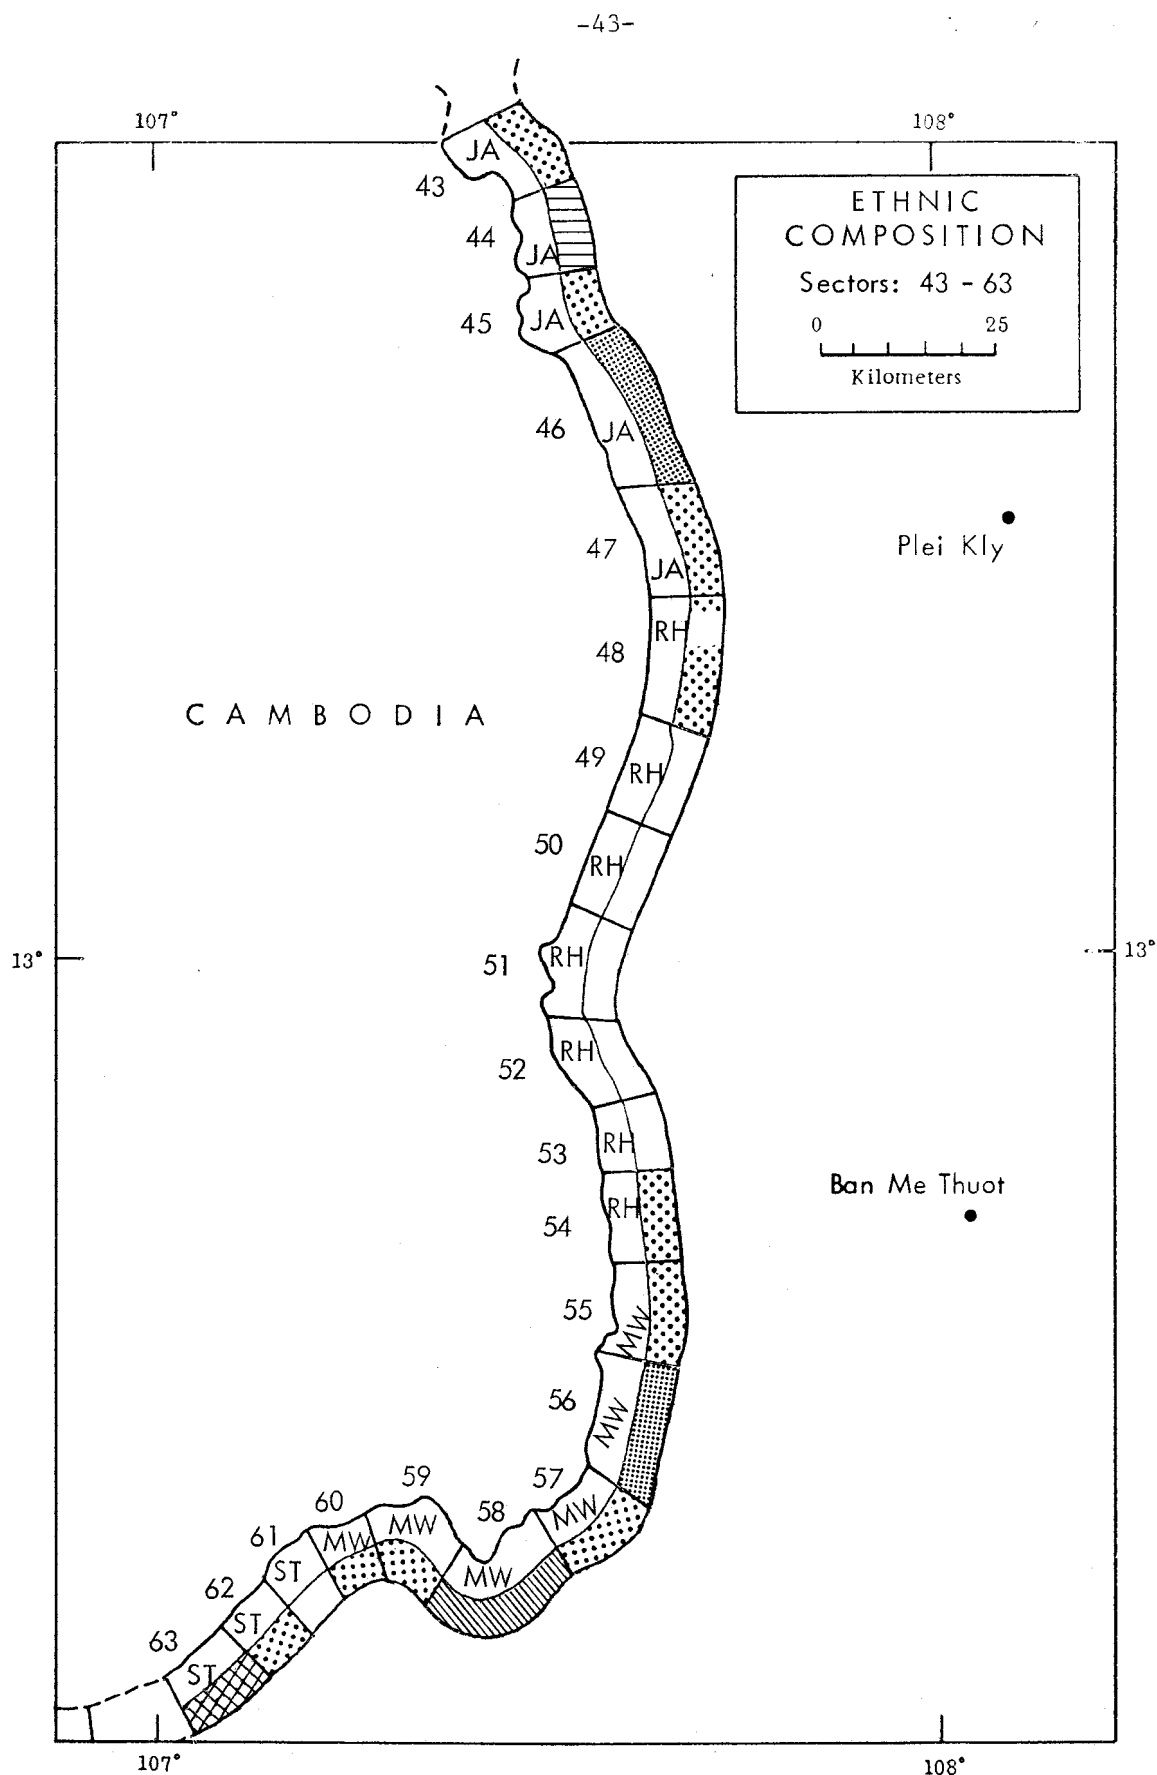 -43-
107°
108°
ETHNIC
COMPOSITION
Sectors: 43 - 63
0 25
Kilometers
JA
43
44
JA
45
JA
46
JA
Plei Kly
47
JA
RH
48
CAMBODIA
49
RH
50
RH
13°
51
RH
13°
RH
52
RH
53
Ban Me Thuot
RH
54
55
MW
56
MW
59
57
60
58
MW
MW
61
MW
ST
MW
62
ST
63
ST
107°
108°